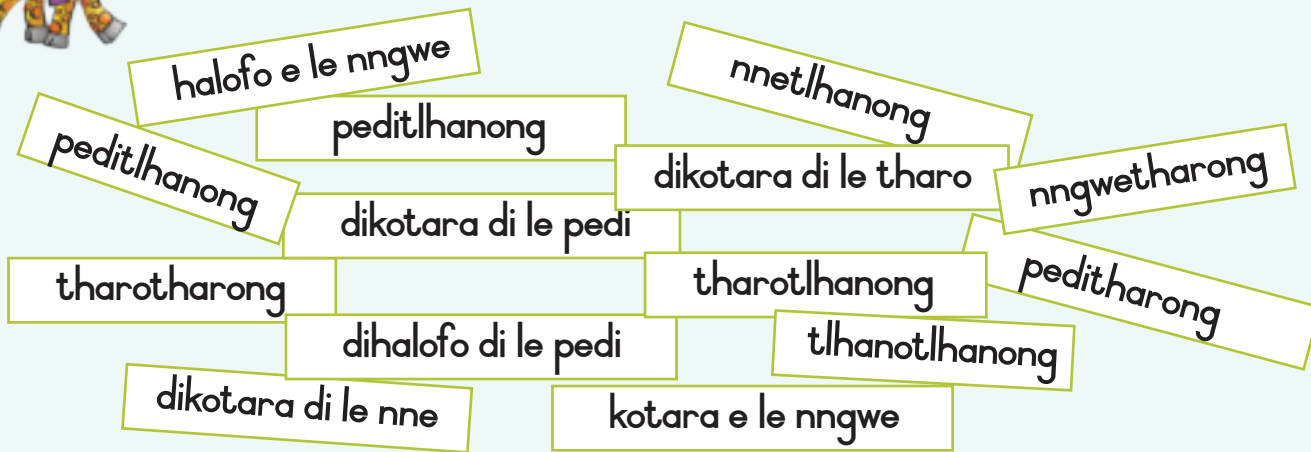 halofo e le nngwe
nnetlhanong
peditlhanong
peditlhanong
dikotara di le tharo
nngwetharong
dikotara di le pedi
tharotharong
tharotlhanong
peditharong
dihalofo di le pedi
tlhanotlhanong
dikotara di le nne
kotara e le nngwe